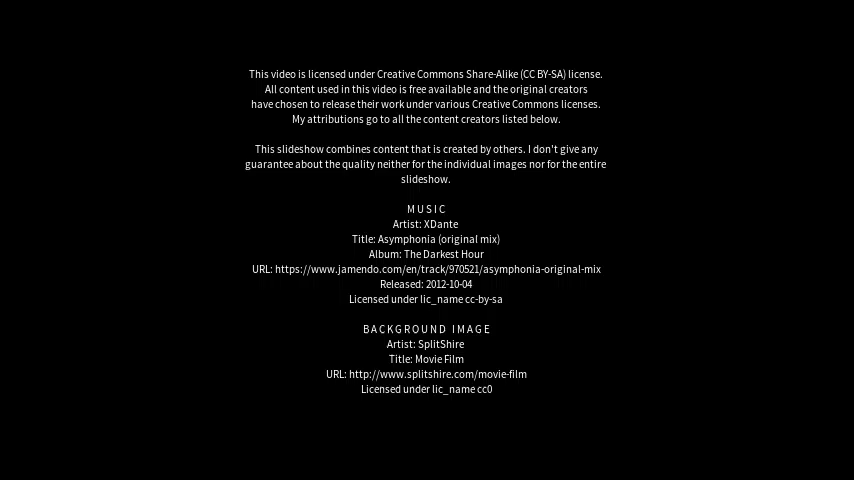 This video is licensed under Creative Commons Share-Alike (CC BY-SA) license.
All content used in this video is free available and the original creators
have chosen to release their work under various Creative Commons licenses.
My attributions go to all the content creators listed below.
This slideshow combines content that is created by others. I don't give any
guarantee about the quality neither for the individual images nor for the entire
slideshow.
MUSIC
Artist: XDante
Title: Asymphonia (original mix)
Album: The Darkest Hour
URL: https://www.jamendo.com/en/track/970521/asymphonia-original-mix
Released: 2012-10-04
Licensed under lic_name cc-by-sa
BACKGROUND IMAGE
Artist: SplitShire
Title: Movie Film
URL: http://www.splitshire.com/movie-film
Licensed under lic_name cc0